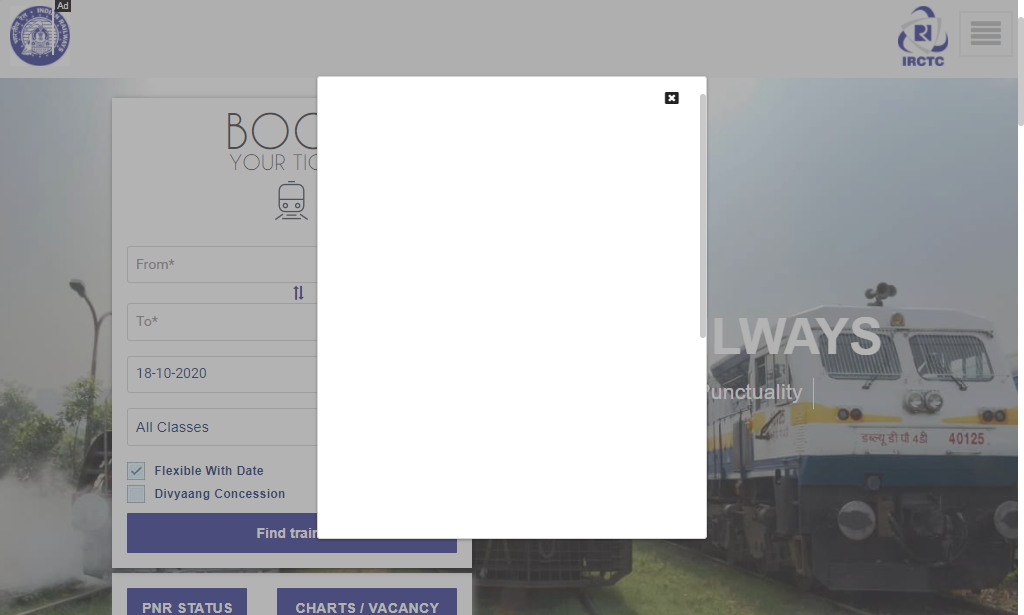 Ad
IRCTC
BOO
YOUR TIC
From*
To*
18-10-2020
All Classes
Flexible With Date
Divyaang Concession
Find train
PNR STATUS
CHARTS / VACANCY
LWAYS
Punctuality
डब्ल्यू डी पी 4डी 40125